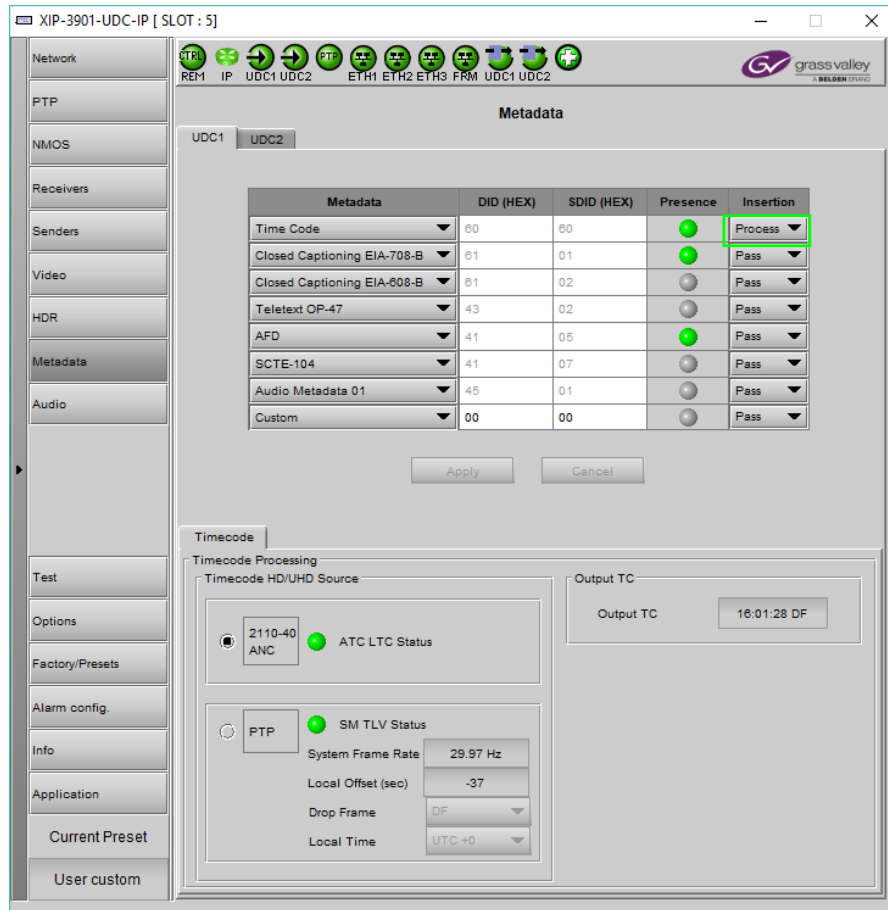 XIP-3901-UDC-IP [ SLOT : 5]
Network
PTP
NMOS
Receivers
Senders
Video
HDR
Metadata
Audio
Test
Options
Factory/Presets
Alarm config.
Info
Application
Current Preset
User custom
CTRL PTP
REM IP UDC1 UDC2 ETH1 ETH2 ETH3 FRM UDC1 UDC2
GV grass valley
A BELDEN BRAND
Metadata
UDC1 UDC2
Metadata DID (HEX) SDID (HEX) Presence Insertion
Time Code 60 60 Process
Closed Captioning EIA-708-B 61 01 Pass
Closed Captioning EIA-608-B 61 02 Pass
Teletext OP-47 43 02 Pass
AFD 41 05 Pass
SCTE-104 41 07 Pass
Audio Metadata 01 45 01 Pass
Custom 00 00 Pass
Apply Cancel
Timecode
Timecode Processing
Timecode HD/UHD Source
2110-40
ANC
ATC LTC Status
PTP SM TLV Status
System Frame Rate 29.97 Hz
Local Offset (sec) -37
Drop Frame DF
Local Time UTC +0
Output TC
Output TC 16:01:28 DF